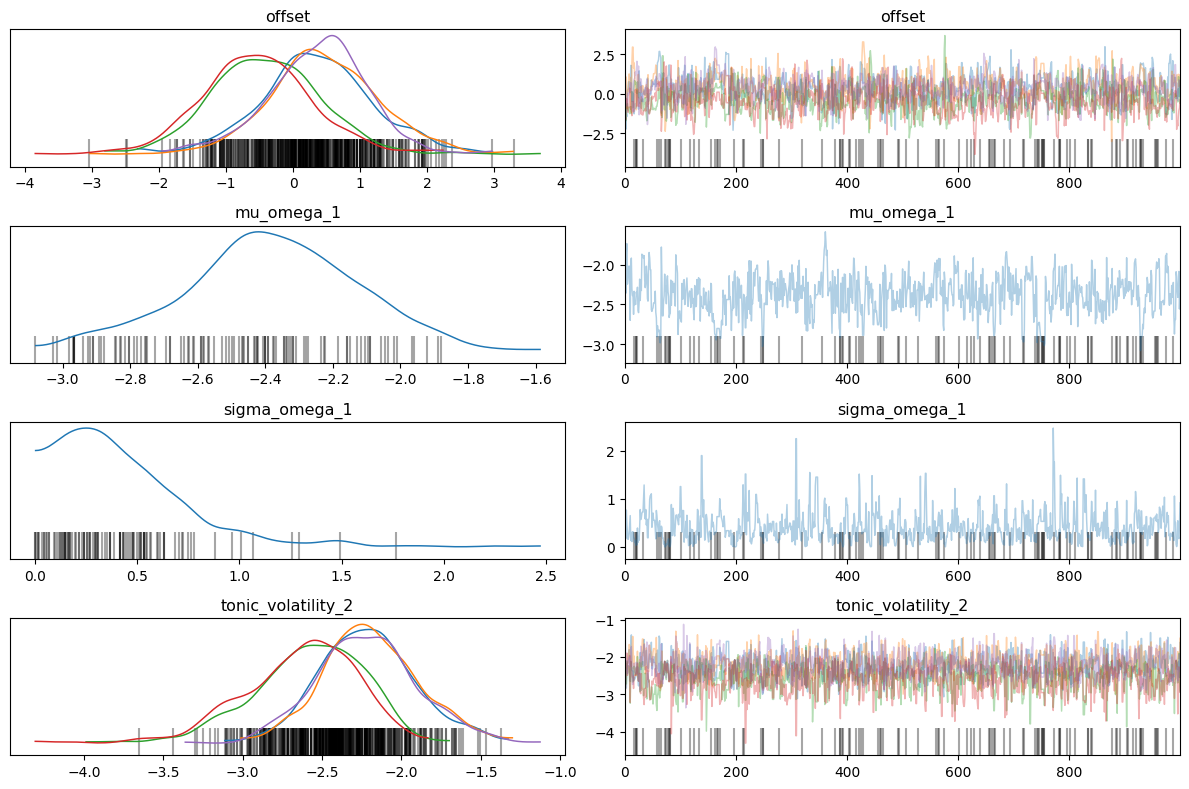 offset offset
−4 −3 −2 −1 0 1 2 3 4
2.5
0.0
−2.5
0 200 400 600 800
mu_omega_1 mu_omega_1
−3.0 −2.8 −2.6 −2.4 −2.2 −2.0 −1.8 −1.6
−2.0
−2.5
−3.0
0 200 400 600 800
sigma_omega_1 sigma_omega_1
0.0 0.5 1.0 1.5 2.0 2.5
2
1
0
0 200 400 600 800
tonic_volatility_2 tonic_volatility_2
−4.0 −3.5 −3.0 −2.5 −2.0 −1.5 −1.0
−1
−2
−3
−4
0 200 400 600 800